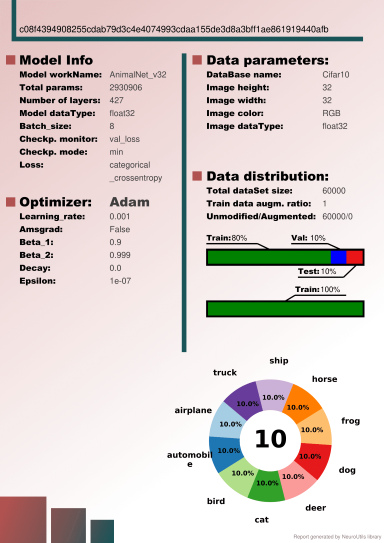 c08f4394908255cdab79d3c4e4074993cdaa155de3d8a3bff1ae861919440afb
Model Info
Model workName: AnimalNet_v32
Total params: 2930906
Number of layers: 427
Model dataType: float32
Batch_size: 8
Checkp. monitor: val_loss
Checkp. mode: min
Loss: categorical
_crossentropy
Optimizer: Adam
Learning_rate: 0.001
Amsgrad: False
Beta_1: 0.9
Beta_2: 0.999
Decay: 0.0
Epsilon: 1e-07
Data parameters:
DataBase name: Cifar10
Image height: 32
Image width: 32
Image color: RGB
Image dataType: float32
Data distribution:
Total dataSet size: 60000
Train data augm. ratio: 1
Unmodified/Augmented: 60000/0
Train:80% Val: 10%
Test:10%
Train:100%
ship
horse
truck
10.0%
10.0%
10.0%
10.0%
airplane
frog
10.0%
10.0%
10
automobil
e
10.0%
10.0%
dog
10.0%
10.0%
bird
deer
cat
Report generated by NeuroUtils library